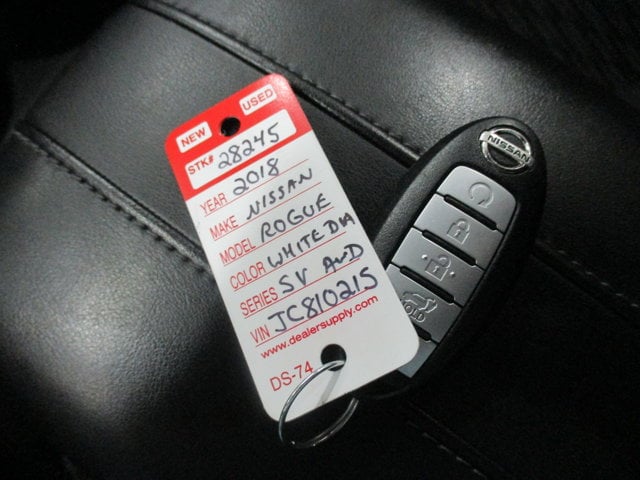 NEW USED
STK# 28245
YEAR 2018
MAKE NISSAN
MODEL ROGUE
COLOR WHITE DIA
SERIES SV AWD
VIN JC810215
www.dealersupply.com
DS-74
NISSAN
HOLD